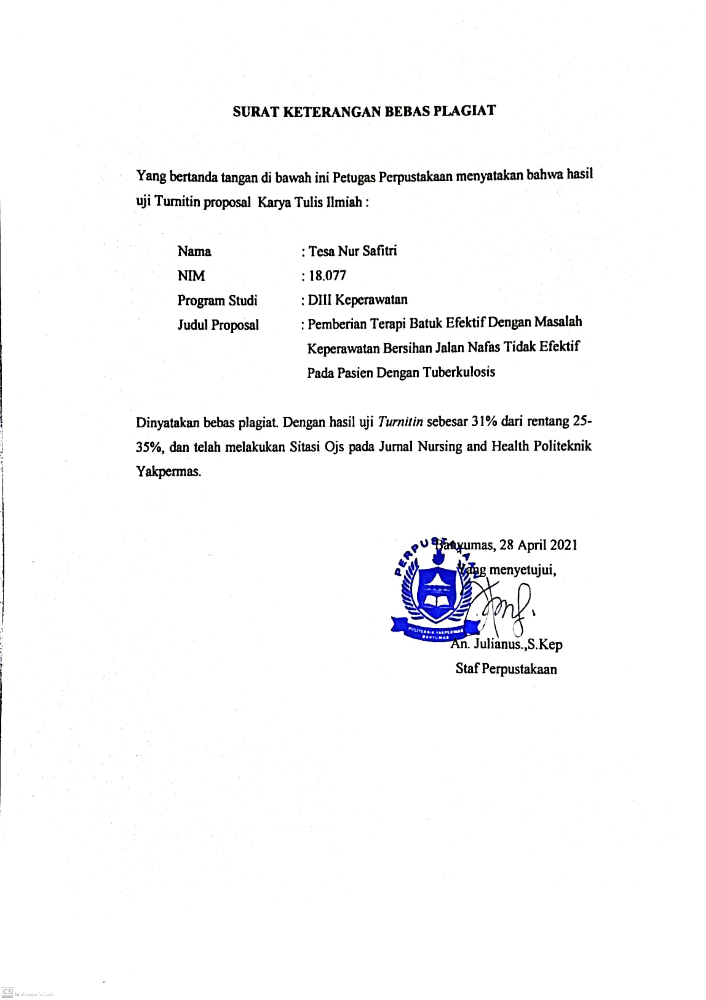 SURAT KETERANGAN BEBAS PLAGIAT
Yang bertanda tangan di bawah ini Petugas Perpustakaan menyatakan bahwa hasil
uji Turnitin proposal Karya Tulis Ilmiah :
Nama : Tesa Nur Safitri
NIM : 18.077
Program Studi : DIII Keperawatan
Judul Proposal : Pemberian Terapi Batuk Efektif Dengan Masalah
Keperawatan Bersihan Jalan Nafas Tidak Efektif
Pada Pasien Dengan Tuberkulosis
Dinyatakan bebas plagiat. Dengan hasil uji Turnitin sebesar 31% dari rentang 25-
35%, dan telah melakukan Sitasi Ojs pada Jurnal Nursing and Health Politeknik
Yakpermas.
Banyumas, 28 April 2021
Yang menyetujui,
POLITEKNIK YAKPERMAS
BANYUMAS
An. Julianus.,S.Kep
Staf Perpustakaan
CS Dipindai dengan CamScanner